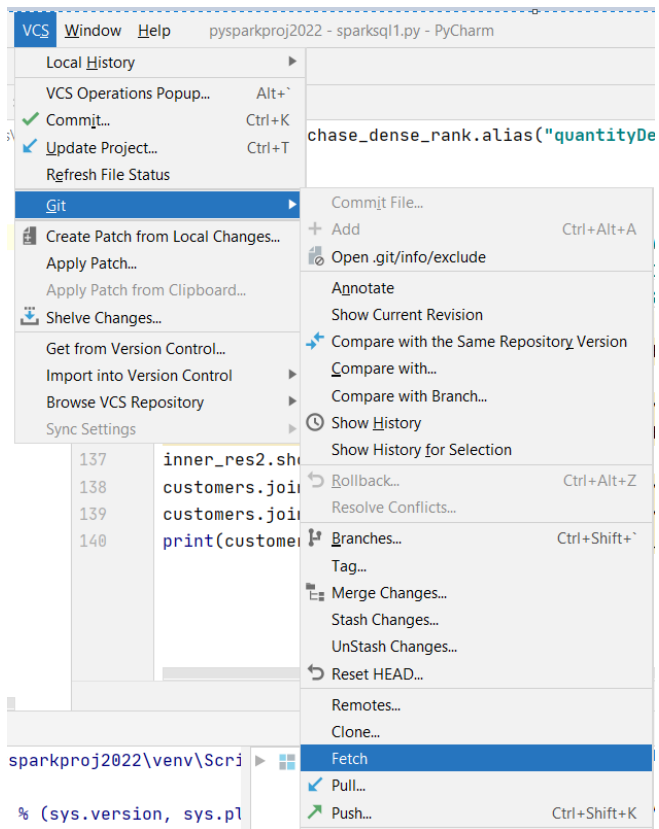 VCS Window Help pysparkproj2022 - sparksql1.py - PyCharm
Local History
VCS Operations Popup... Alt+`
Commit... Ctrl+K
Update Project... Ctrl+T
Refresh File Status
Git
Create Patch from Local Changes...
Apply Patch...
Apply Patch from Clipboard...
Shelve Changes...
Get from Version Control...
Import into Version Control
Browse VCS Repository
Sync Settings
chase_dense_rank.alias("quantityDe
Commit File...
Add Ctrl+Alt+A
Open .git/info/exclude
Annotate
Show Current Revision
Compare with the Same Repository Version
Compare with...
Compare with Branch...
Show History
Show History for Selection
Rollback... Ctrl+Alt+Z
Resolve Conflicts...
Branches... Ctrl+Shift+`
Tag...
Merge Changes...
Stash Changes...
UnStash Changes...
Reset HEAD...
Remotes...
Clone...
Fetch
Pull...
Push... Ctrl+Shift+K
137 inner_res2.sho
138 customers.joi
139 customers.joi
140 print(custome
sparkproj2022\venv\Scri
% (sys.version, sys.pl